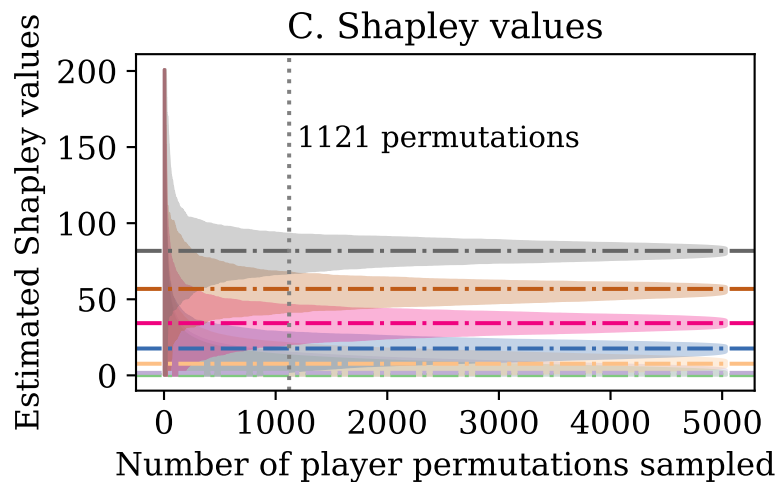 C. Shapley values
Estimated Shapley values
200
150
100
50
0
1121 permutations
0 1000 2000 3000 4000 5000
Number of player permutations sampled